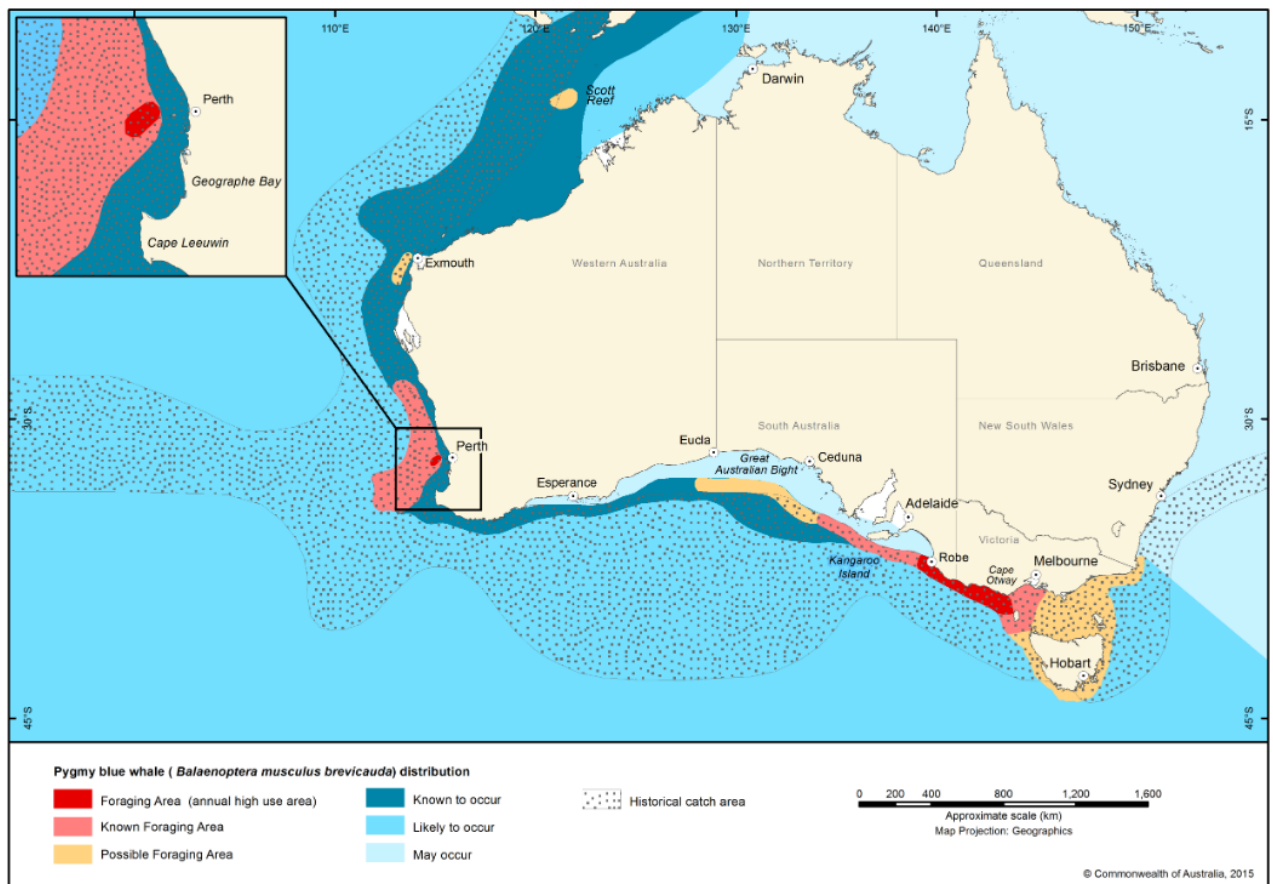 110°E
120°E
130°E
140°E
150°E
Perth
Geographe Bay
Cape Leeuwin
Scott
Reef
Darwin
15°S
15°S
Exmouth
Western Australia
Northern Territory
Queensland
Brisbane
30°S
30°S
Perth
South Australia
New South Wales
Eucla
Great
Australian Bight
Ceduna
Esperance
Sydney
Adelaide
Victoria
Kangaroo
Island
Robe
Cape
Otway
Melbourne
Hobart
45°S
45°S
Pygmy blue whale ( Balaenoptera musculus brevicauda) distribution
Foraging Area (annual high use area)
Known Foraging Area
Possible Foraging Area
Known to occur
Likely to occur
May occur
Historical catch area
0 200 400 800 1,200 1,600
Approximate scale (km)
Map Projection: Geographics
© Commonwealth of Australia, 2015